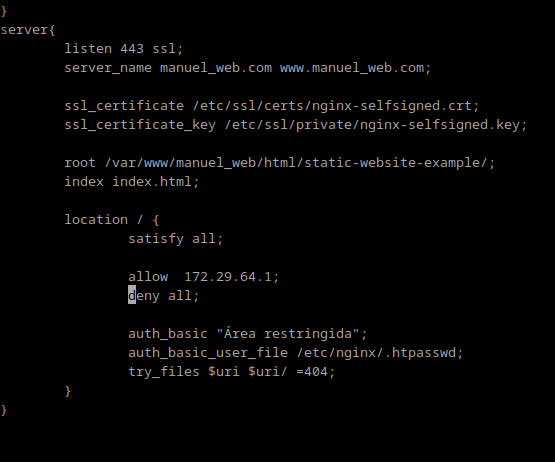 }
server{
listen 443 ssl;
server_name manuel_web.com www.manuel_web.com;
ssl_certificate /etc/ssl/certs/nginx-selfsigned.crt;
ssl_certificate_key /etc/ssl/private/nginx-selfsigned.key;
root /var/www/manuel_web/html/static-website-example/;
index index.html;
location / {
satisfy all;
allow  172.29.64.1;
deny all;
auth_basic "Área restringida";
auth_basic_user_file /etc/nginx/.htpasswd;
try_files $uri $uri/ =404;
}
}